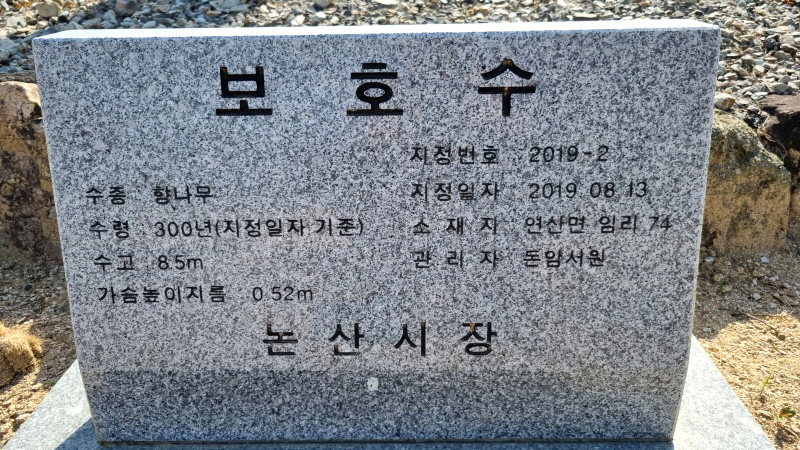 보 호 수
지정번호 2019-2
수종 향나무 지정일자 2019 08 13
수령 300년(지정일자 기준) 소 재 지 연산면 임리 74
수고 8.5m 관 리 자 돈암서원
가슴높이지름 0.52m
논 산 시 장